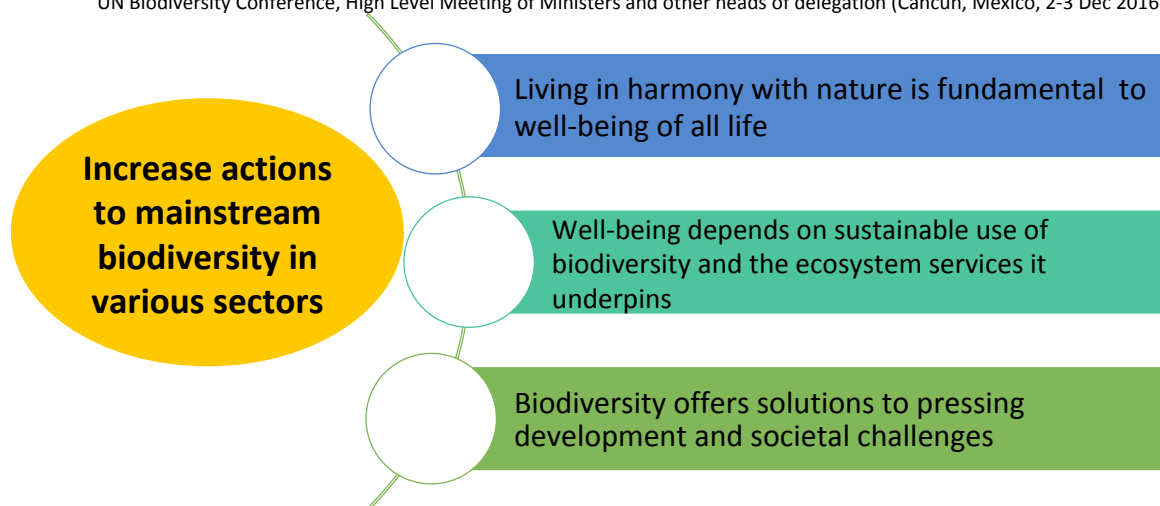 UN Biodiversity Conference, High Level Meeting of Ministers and other heads of delegation (Cancun, Mexico, 2-3 Dec 2016
Increase actions
to mainstream
biodiversity in
various sectors
Living in harmony with nature is fundamental to
well-being of all life
Well-being depends on sustainable use of
biodiversity and the ecosystem services it
underpins
Biodiversity offers solutions to pressing
development and societal challenges